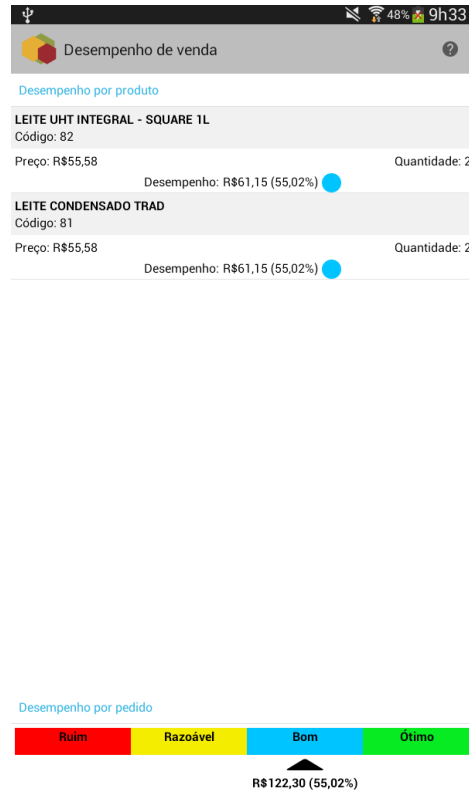 48% 9h33
Desempenho de venda ?
Desempenho por produto
LEITE UHT INTEGRAL - SQUARE 1L
Código: 82
Preço: R$55,58 Quantidade: 2
Desempenho: R$61,15 (55,02%)
LEITE CONDENSADO TRAD
Código: 81
Preço: R$55,58 Quantidade: 2
Desempenho: R$61,15 (55,02%)
Desempenho por pedido
Ruim Razoável Bom Ótimo
R$122,30 (55,02%)